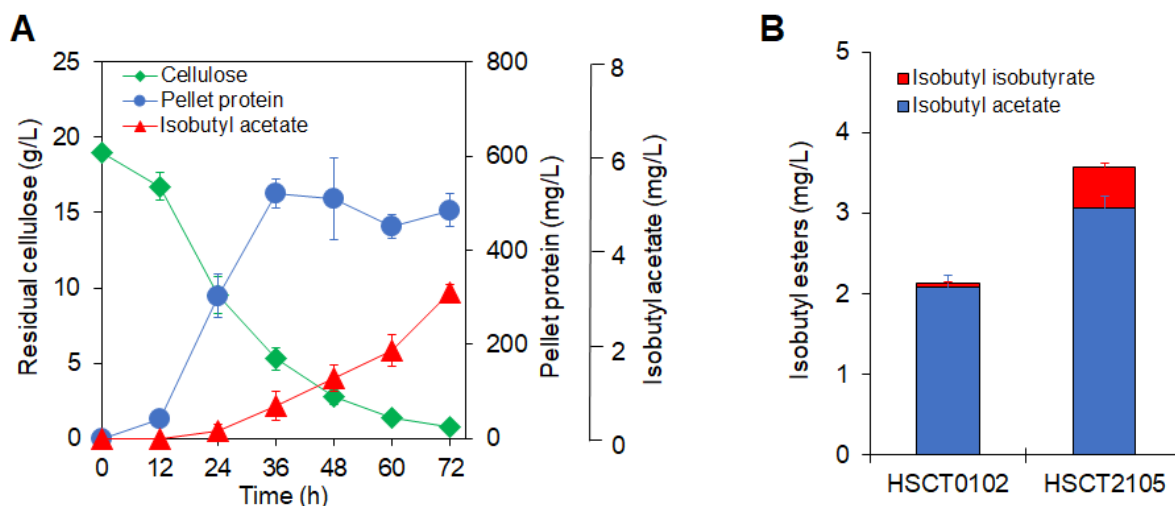 A
Residual cellulose (g/L)
25
20
15
10
5
0
Cellulose
Pellet protein
Isobutyl acetate
0 12 24 36 48 60 72
Time (h)
800
600
400
200
0
Pellet protein (mg/L)
8
6
4
2
0
Isobutyl acetate (mg/L)
B
Isobutyl esters (mg/L)
5
4
3
2
1
0
Isobutyl isobutyrate
Isobutyl acetate
HSCT0102 HSCT2105